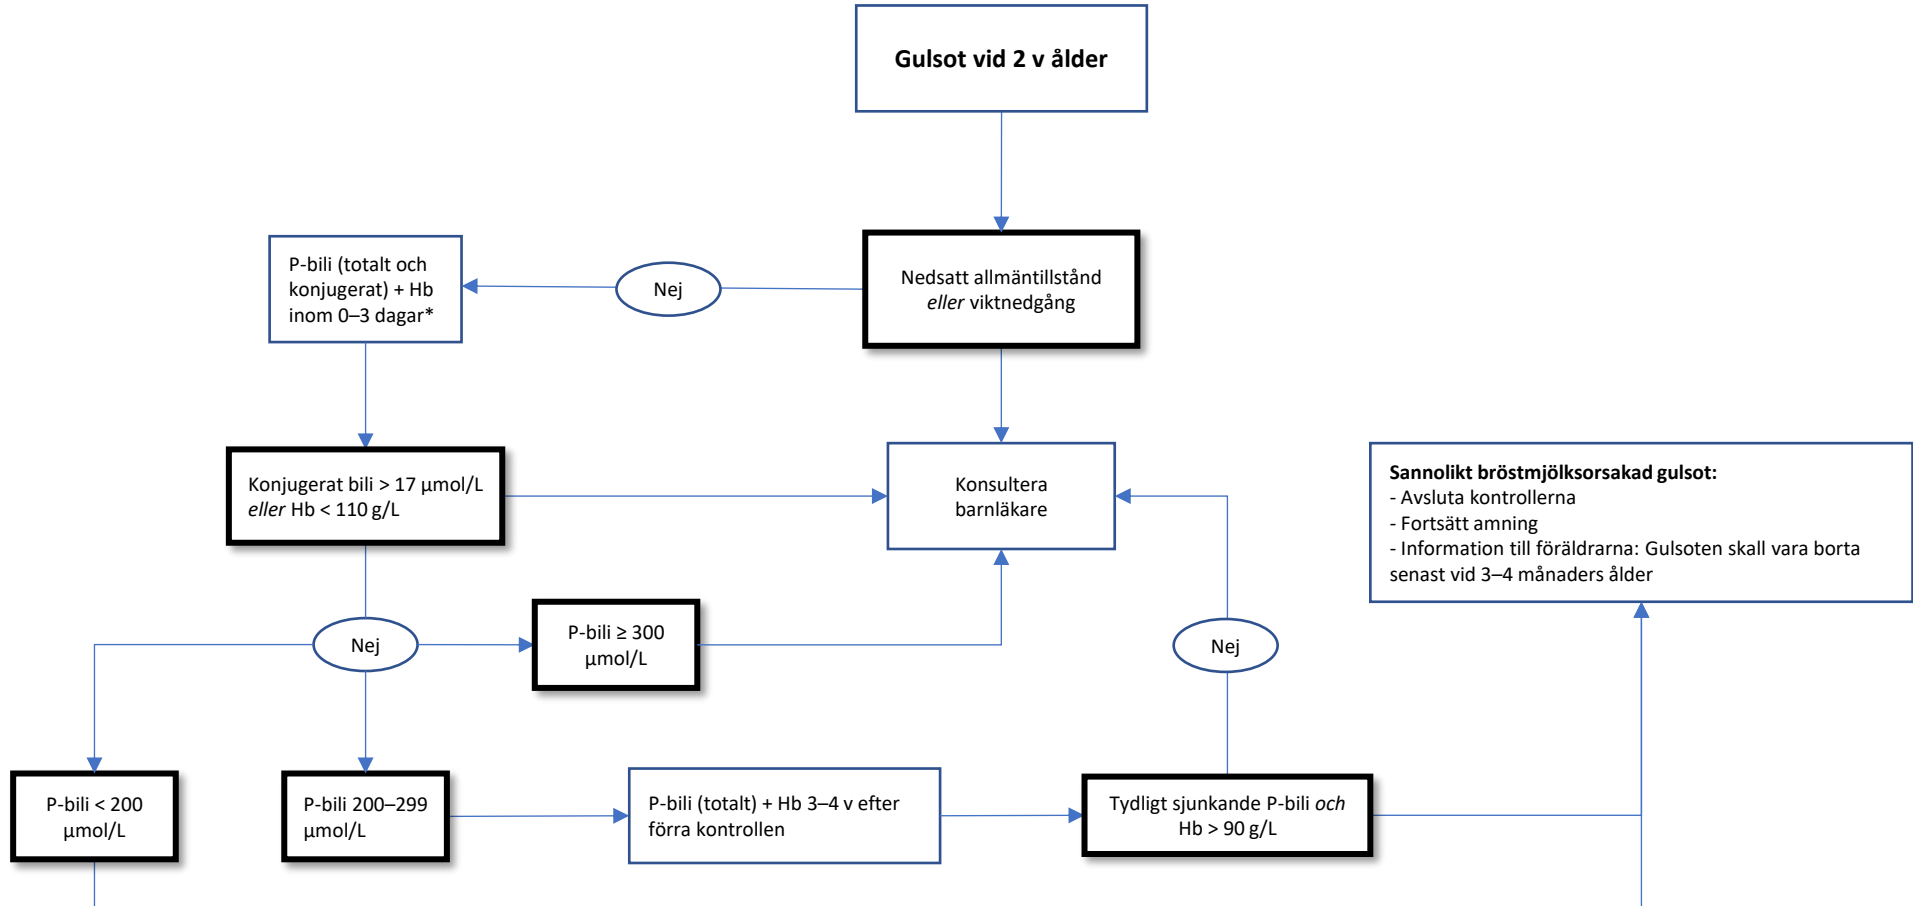 Gulsot vid 2 v ålder
P-bili (totalt och
konjugerat) + Hb
inom 0–3 dagar*
Nej
Nedsatt allmäntillstånd
eller viktnedgång
Konjugerat bili > 17 μmol/L
eller Hb < 110 g/L
Konsultera
barnläkare
Sannolikt bröstmjölksorsakad gulsot:
- Avsluta kontrollerna
- Fortsätt amning
- Information till föräldrarna: Gulsoten skall vara borta
senast vid 3–4 månaders ålder
Nej
P-bili ≥ 300
μmol/L
Nej
P-bili < 200
μmol/L
P-bili 200–299
μmol/L
P-bili (totalt) + Hb 3–4 v efter
förra kontrollen
Tydligt sjunkande P-bili och
Hb > 90 g/L